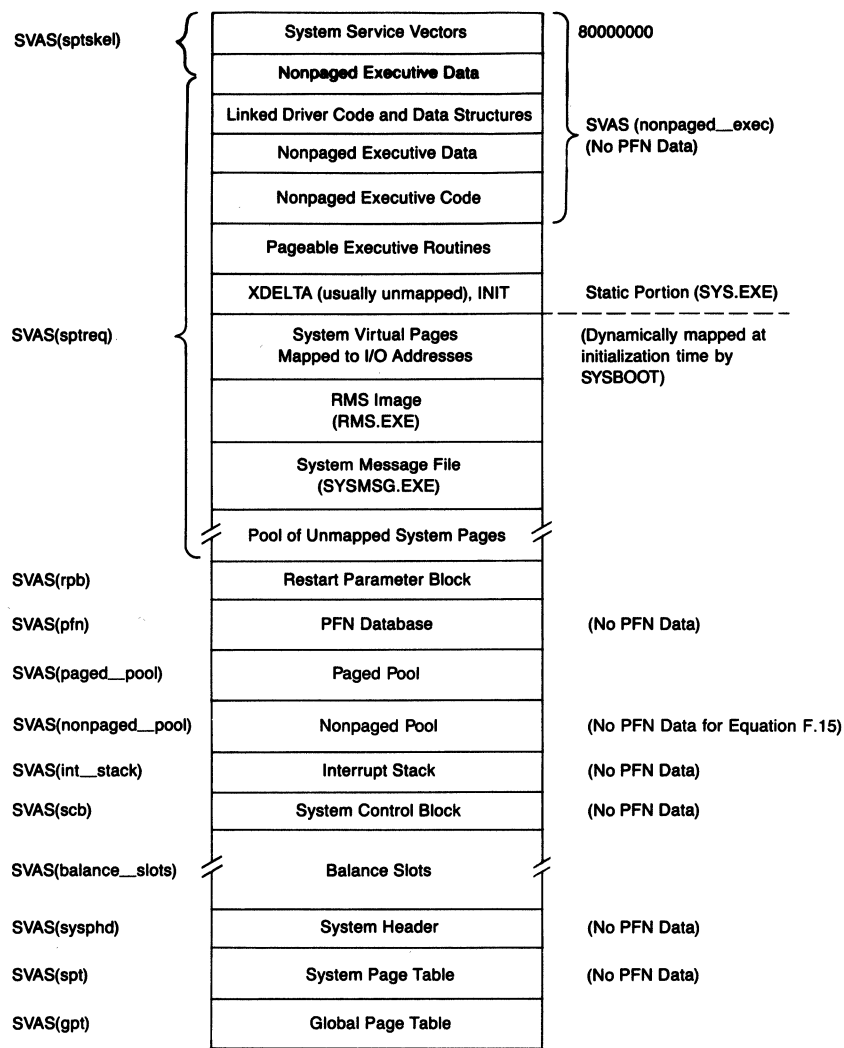 SVAS(sptskel)
System Service Vectors
80000000
Nonpaged Executive Data
Linked Driver Code and Data Structures
SVAS (nonpaged__exec)
(No PFN Data)
Nonpaged Executive Data
Nonpaged Executive Code
Pageable Executive Routines
XDELTA (usually unmapped), INIT
Static Portion (SYS.EXE)
SVAS(sptreq)
System Virtual Pages
Mapped to I/O Addresses
(Dynamically mapped at
initialization time by
SYSBOOT)
RMS Image
(RMS.EXE)
System Message File
(SYSMSG.EXE)
Pool of Unmapped System Pages
SVAS(rpb)
Restart Parameter Block
SVAS(pfn)
PFN Database
(No PFN Data)
SVAS(paged__pool)
Paged Pool
SVAS(nonpaged__pool)
Nonpaged Pool
(No PFN Data for Equation F.15)
SVAS(int__stack)
Interrupt Stack
(No PFN Data)
SVAS(scb)
System Control Block
(No PFN Data)
SVAS(balance__slots)
Balance Slots
SVAS(sysphd)
System Header
(No PFN Data)
SVAS(spt)
System Page Table
(No PFN Data)
SVAS(gpt)
Global Page Table